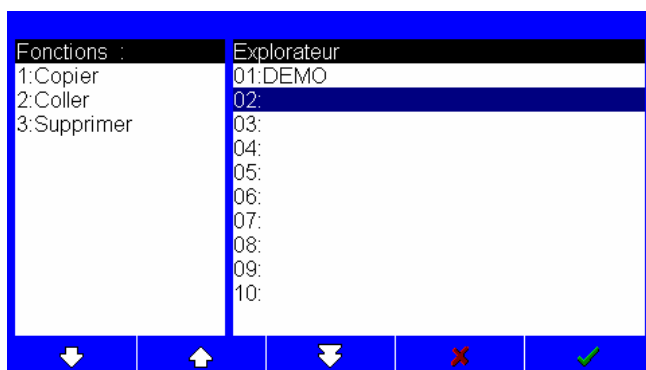 Fonctions :
1:Copier
2:Coller
3:Supprimer
Explorateur
01:DEMO
02:
03:
04:
05:
06:
07:
08:
09:
10: